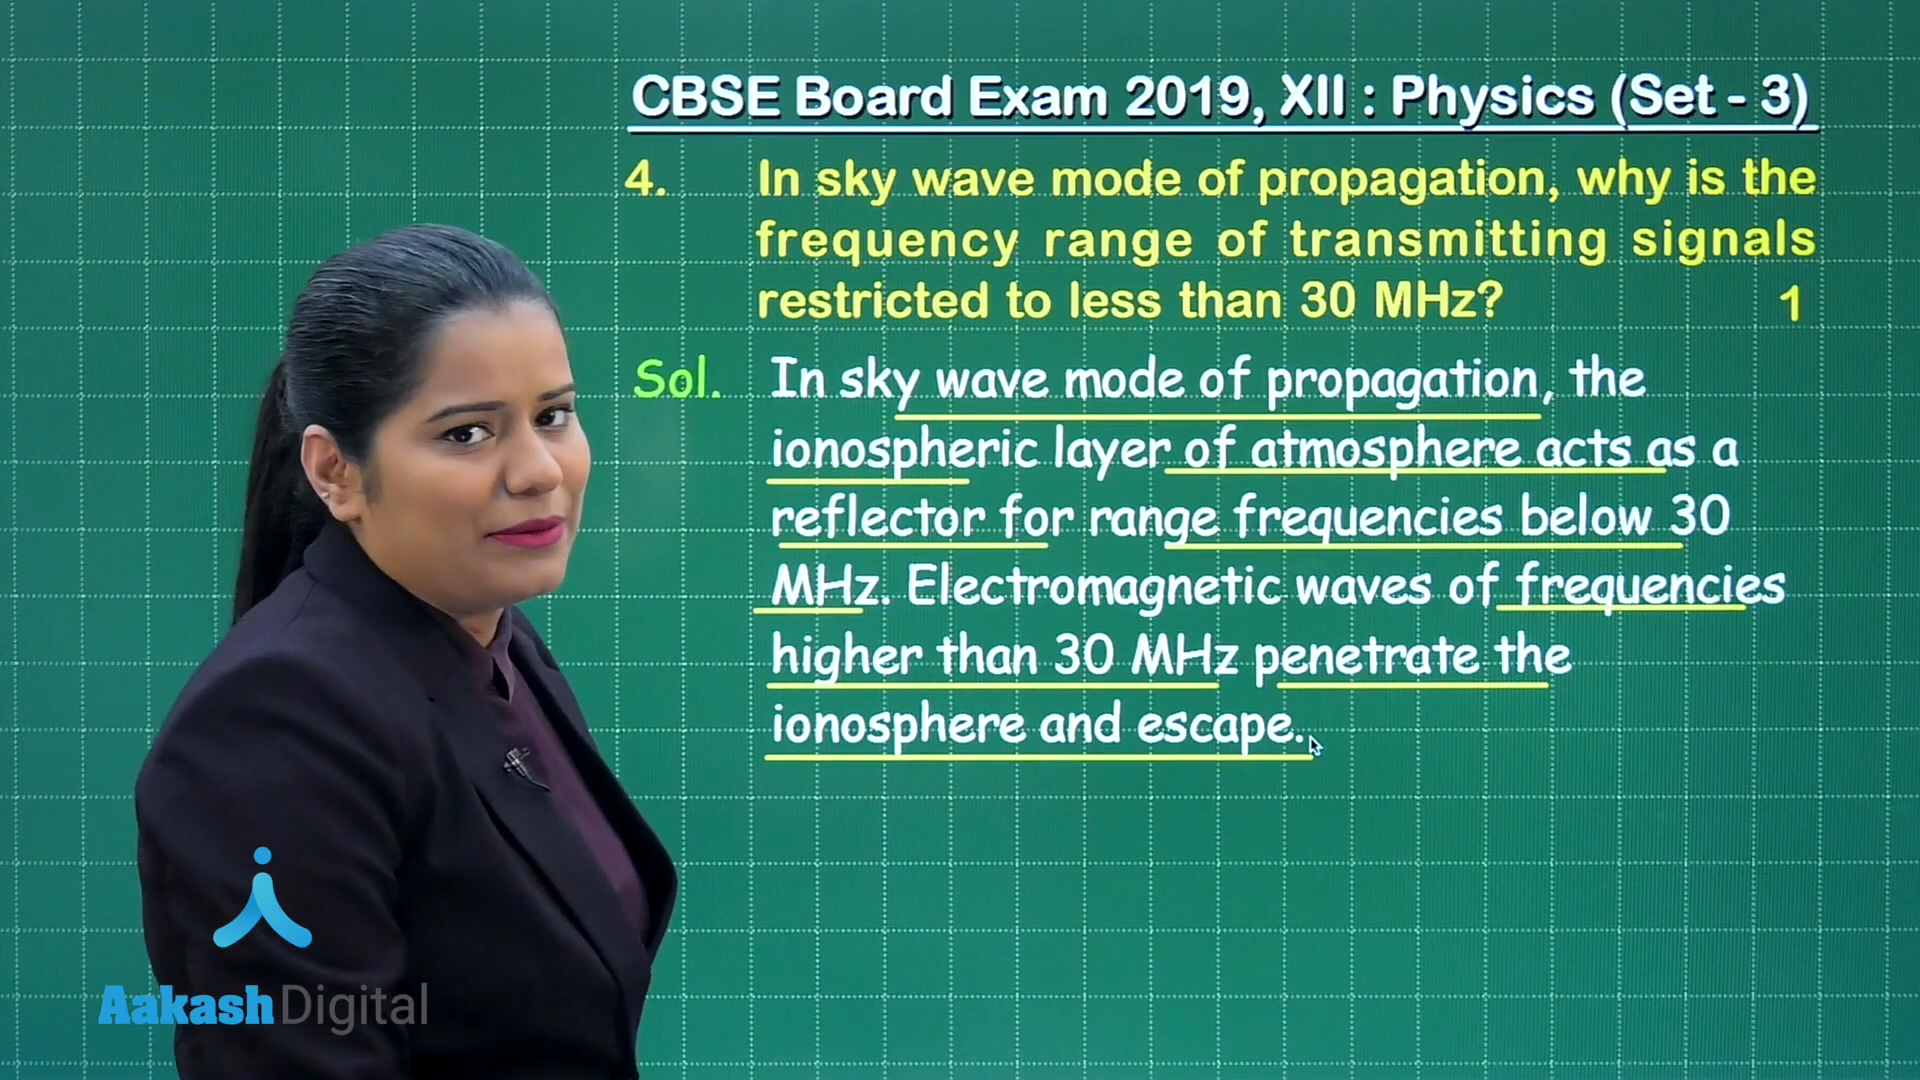 CBSE Board Exam 2019, XII : Physics (Set - 3)
4. In sky wave mode of propagation, why is the
frequency range of transmitting signals
restricted to less than 30 MHz? 1
Sol. In sky wave mode of propagation, the
ionospheric layer of atmosphere acts as a
reflector for range frequencies below 30
MHz. Electromagnetic waves of frequencies
higher than 30 MHz penetrate the
ionosphere and escape.
Aakash Digital